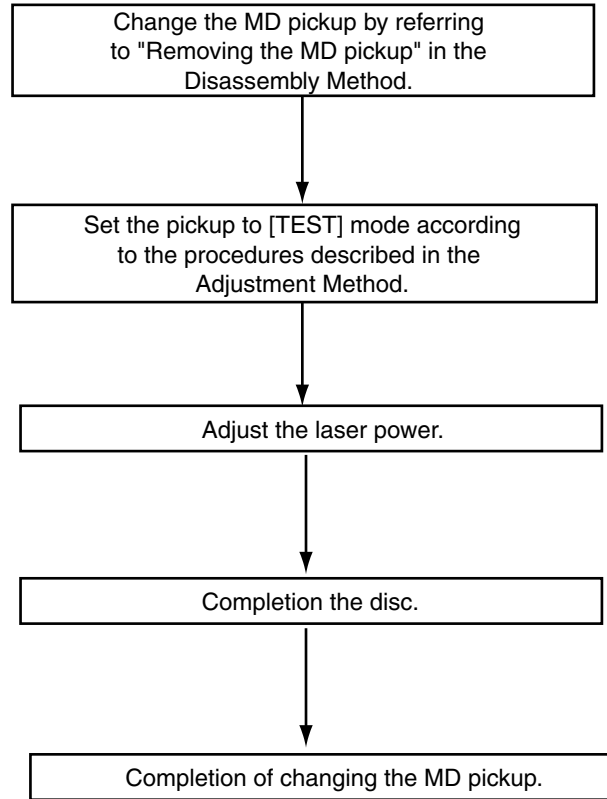 Change the MD pickup by referring
to "Removing the MD pickup" in the
Disassembly Method.
Set the pickup to [TEST] mode according
to the procedures described in the
Adjustment Method.
Adjust the laser power.
Completion the disc.
Completion of changing the MD pickup.